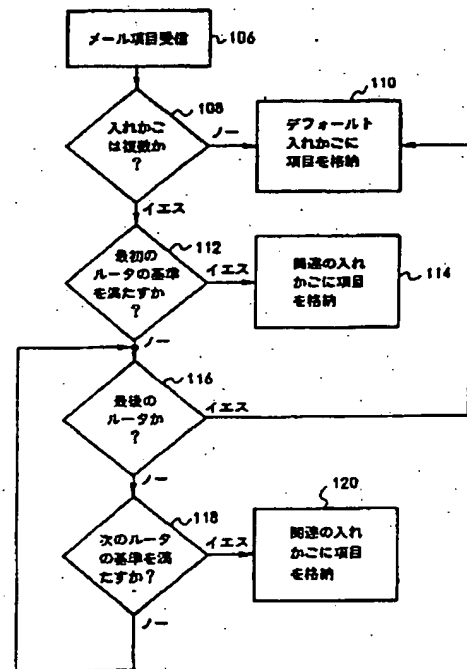 メール項目受信
106
108
入れかご
は複数か
?
ノー
110
デフォールト
入れかごに
項目を格納
イエス
112
最初の
ルータの基準
を満たすか?
イエス
関連の入れ
かごに項目
を格納
114
ノー
116
最後の
ルータか
?
イエス
ノー
118
次のルータ
の基準を満
たすか?
イエス
120
関連の入れ
かごに項目
を格納
ノー